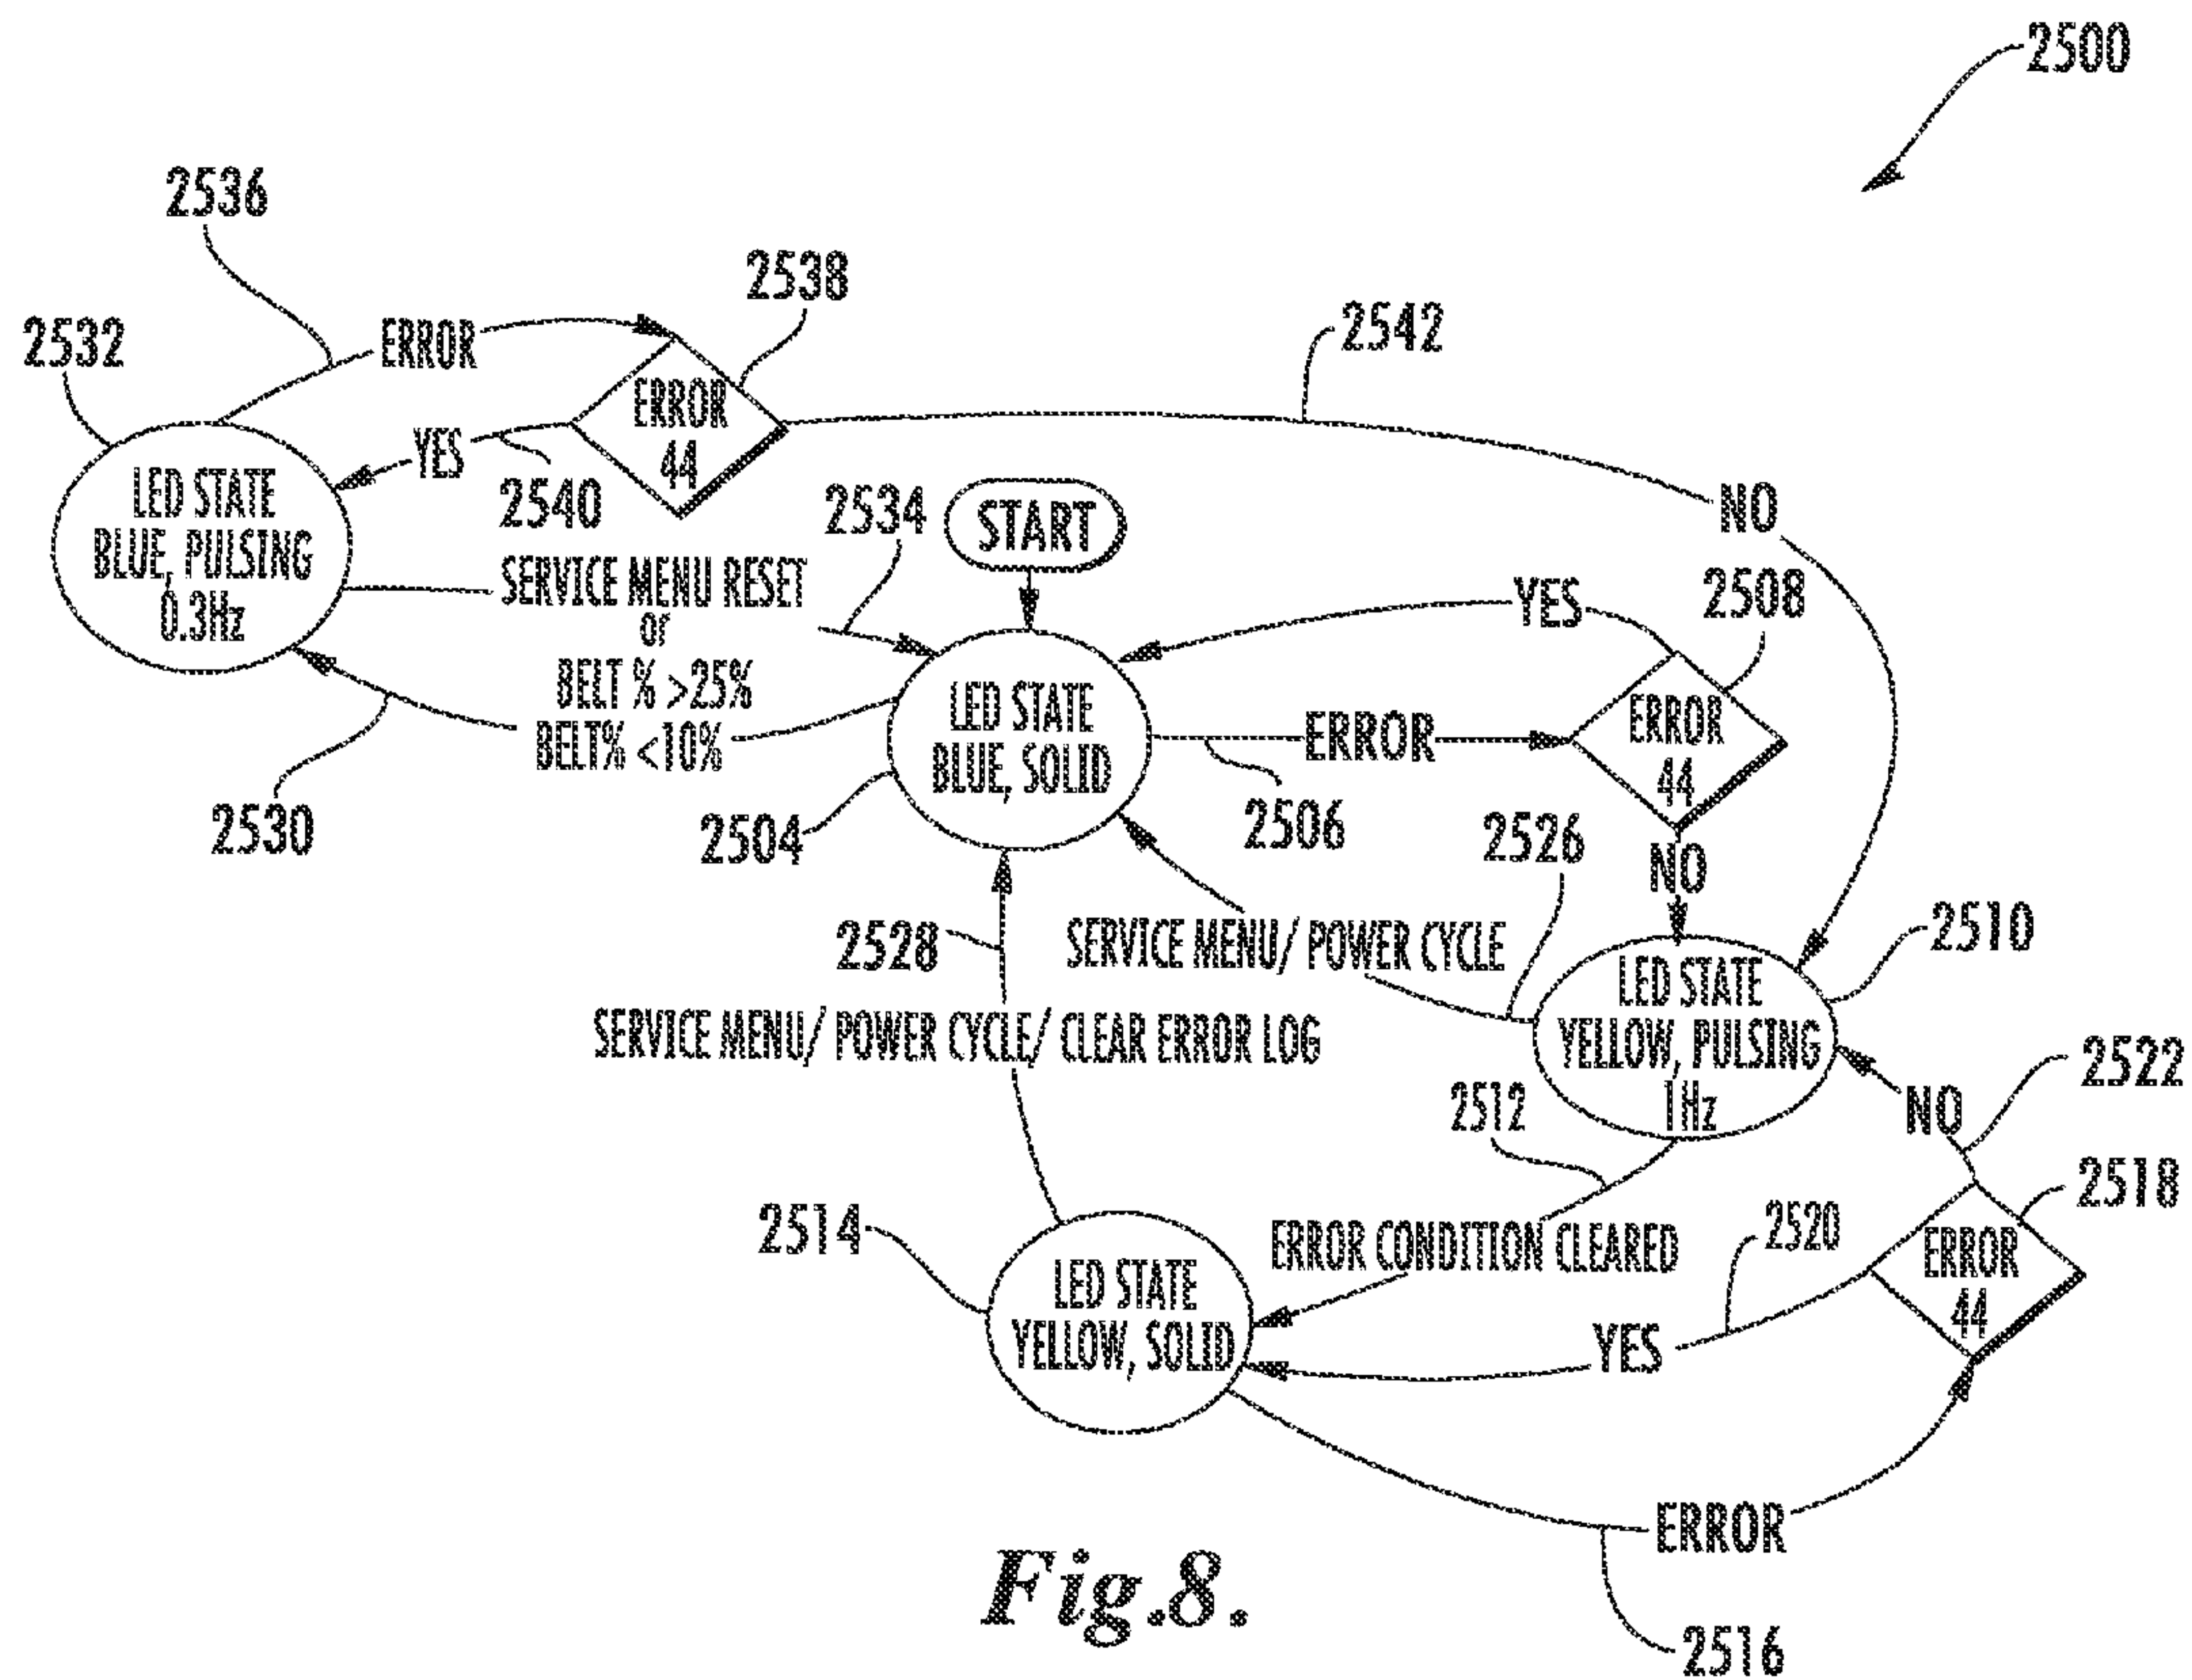 2500
2536
2538
2532
ERROR
2542
ERROR
44
YES
2540
2534
START
NO
LED STATE
BLUE, PULSING
0.3Hz
SERVICE MENU RESET
or
BELT % >25%
BELT% <10%
2530
YES
2508
LED STATE
BLUE, SOLID
2504
ERROR
2506
ERROR
44
NO
2526
2528
SERVICE MENU/ POWER CYCLE
2510
LED STATE
YELLOW, PULSING
1Hz
SERVICE MENU/ POWER CYCLE/ CLEAR ERROR LOG
2512
2522
NO
2518
2514
ERROR CONDITION CLEARED
2520
ERROR
44
LED STATE
YELLOW, SOLID
YES
ERROR
2516
Fig.8.